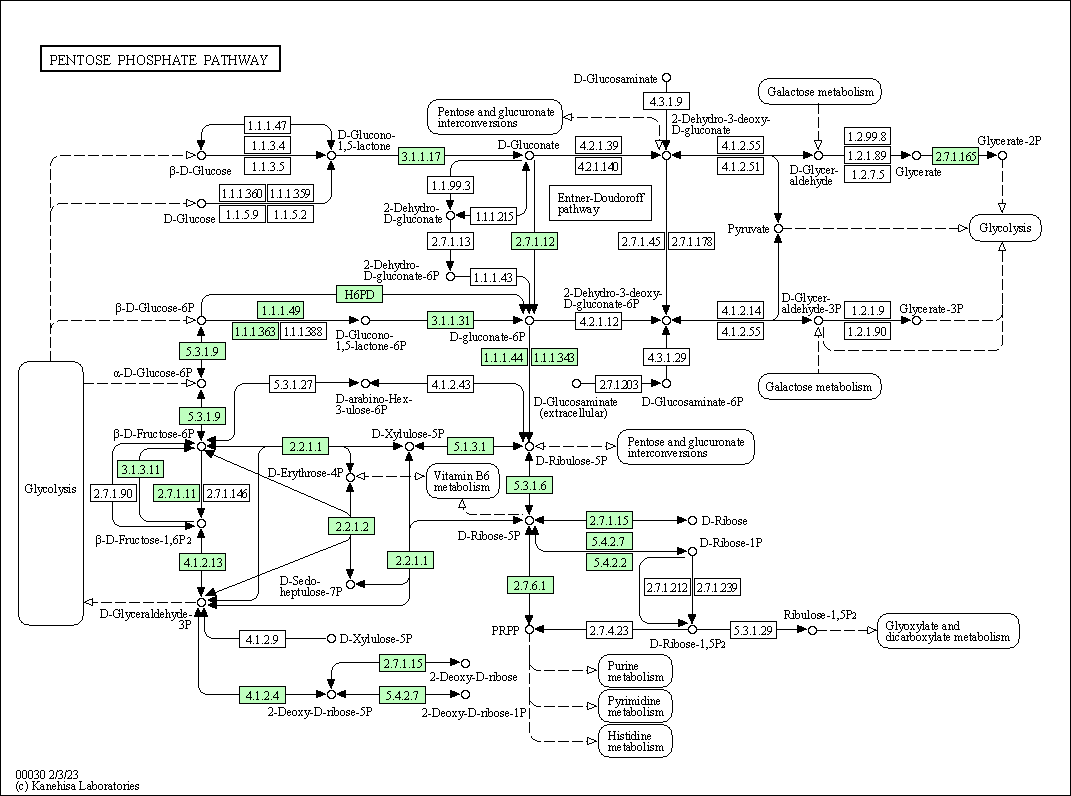 PENTOSE PHOSPHATE PATHWAY
D-Glucosaminate
Galactose metabolism
4.3.1.9
Pentose and glucuronate
interconversions
2-Dehydro-3-deoxy-
D-gluconate
1.1.1.47
D-Glucono-
1,5-lactone
1.1.3.4
1.1.3.5
3.1.1.17
D-Gluconate
4.2.1.39
4.2.1.140
4.1.2.55
4.1.2.51
1.2.99.8
1.2.1.89
1.2.7.5
Glycerate-2P
2.7.1.165
β-D-Glucose
D-Glycer-
aldehyde
Glycerate
1.1.99.3
1.1.1.360
1.1.1.359
1.1.5.9
1.1.5.2
D-Glucose
2-Dehydro-
D-gluconate
1.1.1.215
Entner-Doudoroff
pathway
Pyruvate
Glycolysis
2.7.1.13
2.7.1.12
2.7.1.45
2.7.1.178
2-Dehydro-
D-gluconate-6P
1.1.1.43
H6PD
2-Dehydro-3-deoxy-
D-gluconate-6P
D-Glycer-
aldehyde-3P
β-D-Glucose-6P
1.1.1.49
1.1.1.363
1.1.1.388
D-Glucono-
1,5-lactone-6P
3.1.1.31
D-gluconate-6P
4.2.1.12
4.1.2.14
4.1.2.55
1.2.1.9
1.2.1.90
Glycerate-3P
5.3.1.9
1.1.1.44
1.1.1.343
4.3.1.29
α-D-Glucose-6P
5.3.1.27
D-arabino-Hex-
3-ulose-6P
4.1.2.43
2.7.1.203
D-Glucosaminate
(extracellular)
D-Glucosaminate-6P
Galactose metabolism
5.3.1.9
β-D-Fructose-6P
2.2.1.1
D-Xylulose-5P
5.1.3.1
D-Ribulose-5P
Pentose and glucuronate
interconversions
3.1.3.11
D-Erythrose-4P
Vitamin B6
metabolism
5.3.1.6
Glycolysis
2.7.1.90
2.7.1.11
2.7.1.146
β-D-Fructose-1,6P2
2.2.1.2
D-Ribose-5P
2.7.1.15
D-Ribose
5.4.2.7
5.4.2.2
D-Ribose-1P
4.1.2.13
2.2.1.1
D-Sedo-
heptulose-7P
2.7.6.1
2.7.1.212
2.7.1.239
D-Glyceraldehyde-
3P
4.1.2.9
D-Xylulose-5P
PRPP
2.7.4.23
D-Ribose-1,5P2
5.3.1.29
Ribulose-1,5P2
Glyoxylate and
dicarboxylate metabolism
2.7.1.15
2-Deoxy-D-ribose
4.1.2.4
2-Deoxy-D-ribose-5P
5.4.2.7
2-Deoxy-D-ribose-1P
Purine
metabolism
Pyrimidine
metabolism
Histidine
metabolism
00030 2/3/23
(c) Kanehisa Laboratories